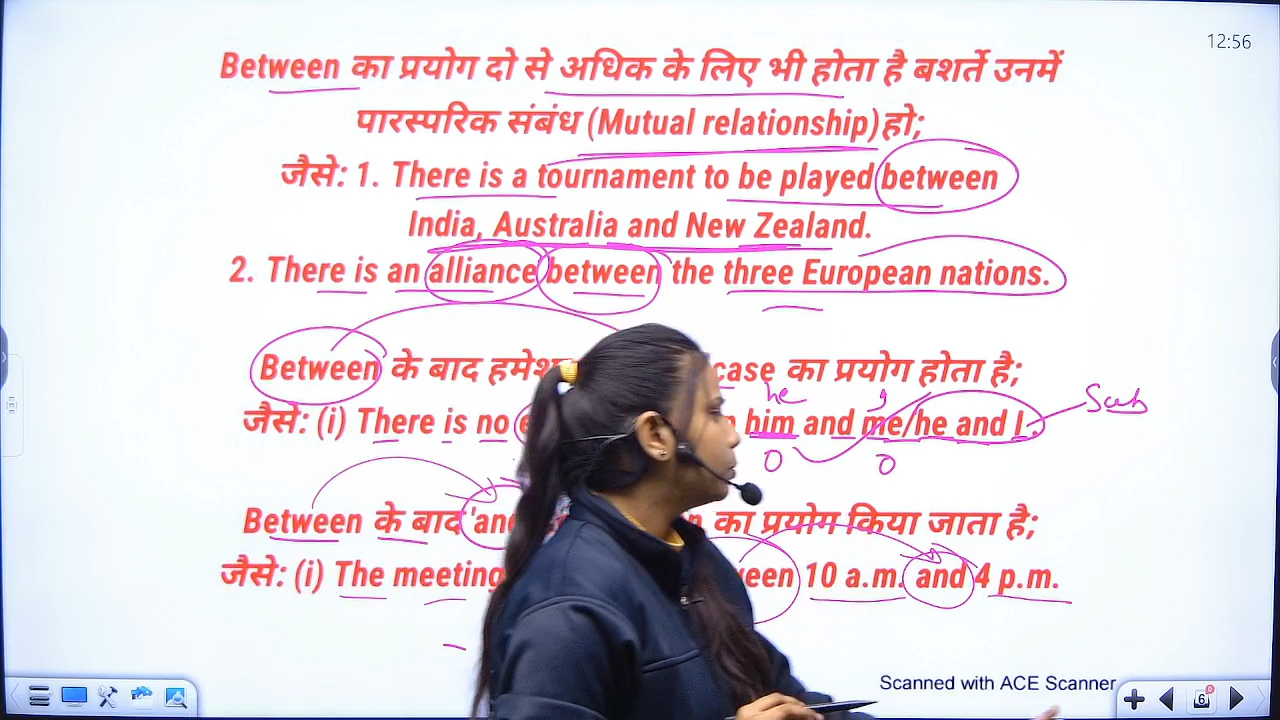 12:56
Between का प्रयोग दो से अधिक के लिए भी होता है बशर्ते उनमें
पारस्परिक संबंध (Mutual relationship) हो;
जैसे: 1. There is a tournament to be played between
India, Australia and New Zealand.
2. There is an alliance between the three European nations.
Between के बाद case का प्रयोग होता है;
he I
जैसे: (i) There is no him and me/he and I. Sub
O O
Between के बाद का प्रयोग किया जाता है;
जैसे: (i) The meeting 10 a.m. and 4 p.m.
Scanned with ACE Scanner
6